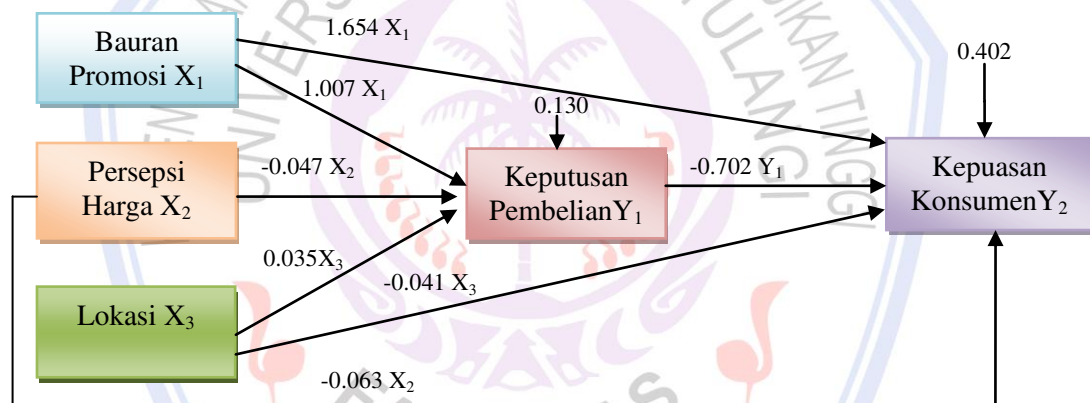 1.654 X₁
Bauran
Promosi X₁
0.402
1.007 X₁
0.130
Persepsi
Harga X₂
-0.047 X₂
Keputusan
PembelianY₁
-0.702 Y₁
Kepuasan
KonsumenY₂
0.035X₃
-0.041 X₃
Lokasi X₃
-0.063 X₂